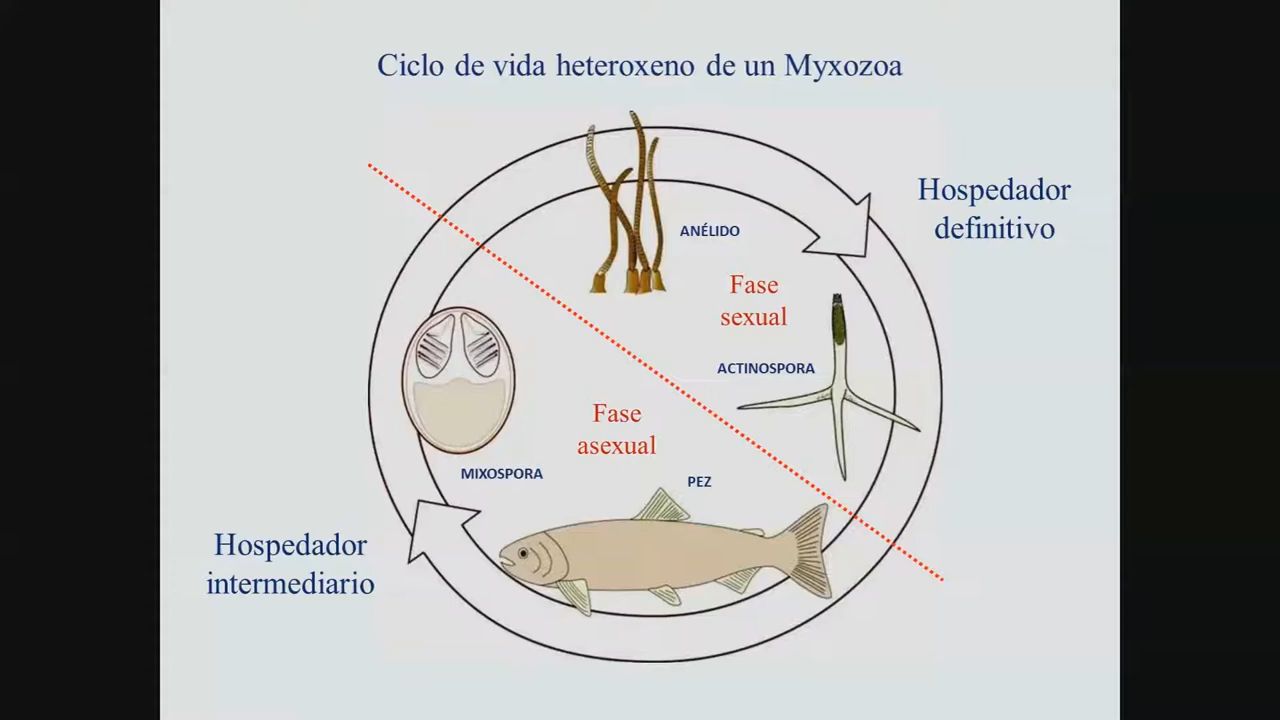 Ciclo de vida heteroxeno de un Myxozoa
Hospedador
definitivo
ANÉLIDO
Fase
sexual
ACTINOSPORA
Fase
asexual
MIXOSPORA
PEZ
Hospedador
intermediario